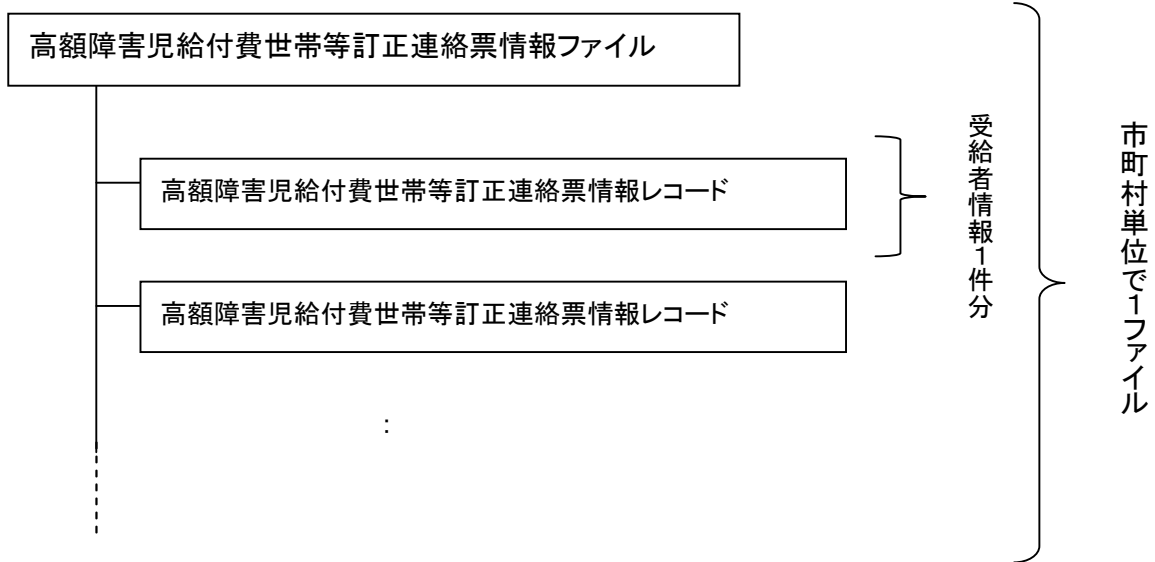 高額障害児給付費世帯等訂正連絡票情報ファイル
高額障害児給付費世帯等訂正連絡票情報レコード
高額障害児給付費世帯等訂正連絡票情報レコード
:
受給者情報1件分
市町村単位で1ファイル